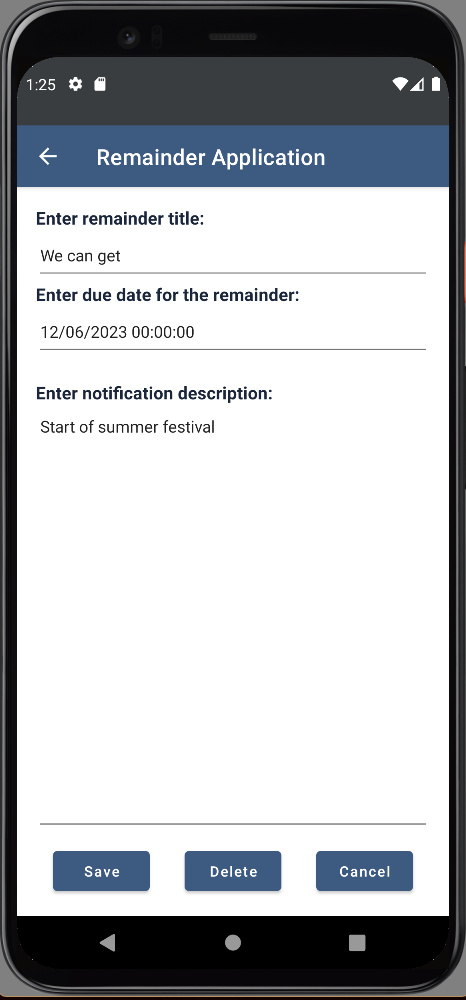 1:25
Remainder Application
Enter remainder title:
We can get
Enter due date for the remainder:
12/06/2023 00:00:00
Enter notification description:
Start of summer festival
Save Delete Cancel